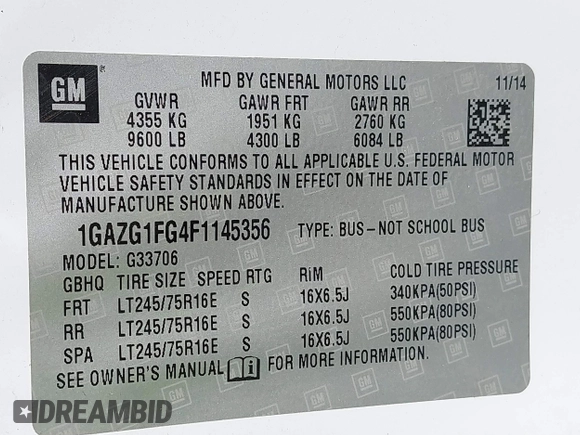 GM
MFD BY GENERAL MOTORS LLC 11/14
GVWR GAWR FRT GAWR RR
4355 KG 1951 KG 2760 KG
9600 LB 4300 LB 6084 LB
THIS VEHICLE CONFORMS TO ALL APPLICABLE U.S. FEDERAL MOTOR
VEHICLE SAFETY STANDARDS IN EFFECT ON THE DATE OF
MANUFACTURE SHOWN ABOVE.
1GAZG1FG4F1145356 TYPE: BUS-NOT SCHOOL BUS
MODEL: G33706
GBHQ TIRE SIZE SPEED RTG RiM COLD TIRE PRESSURE
FRT LT245/75R16E S 16X6.5J 340KPA(50PSI)
RR LT245/75R16E S 16X6.5J 550KPA(80PSI)
SPA LT245/75R16E S 16X6.5J 550KPA(80PSI)
SEE OWNER'S MANUAL FOR MORE INFORMATION.
DREAMBID